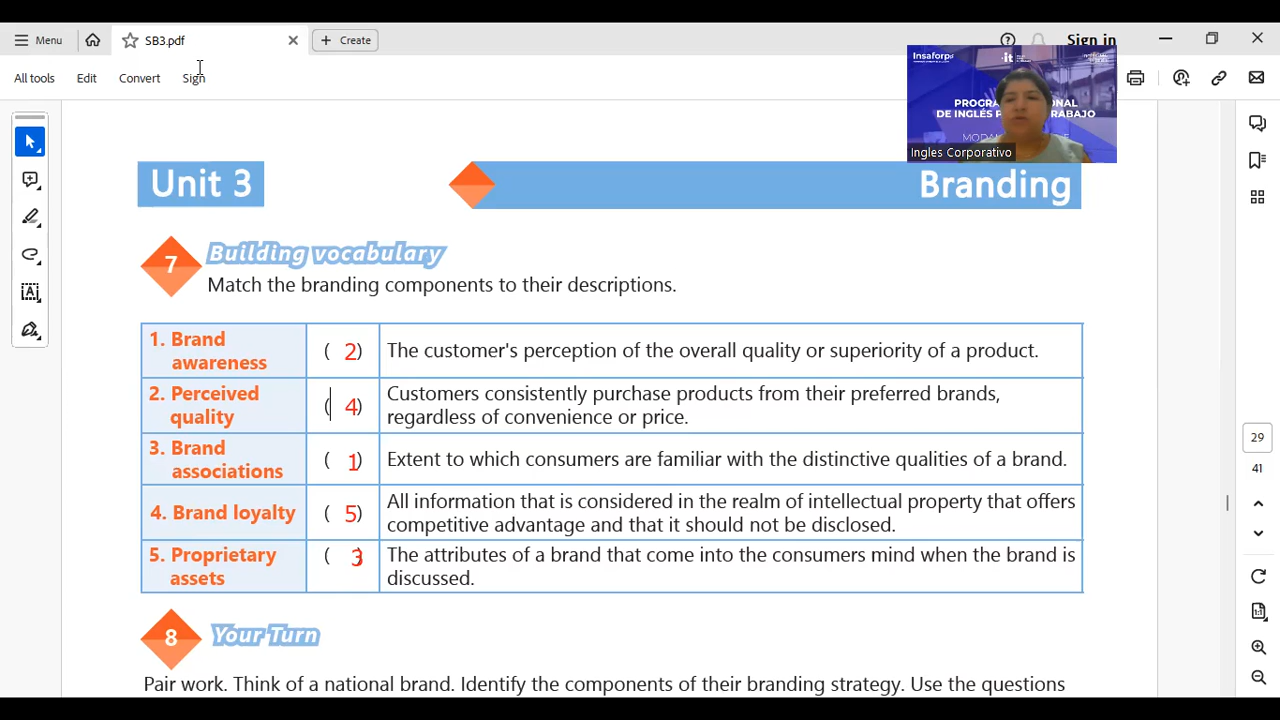 Menu
SB3.pdf
Create
Sign in
All tools
Edit
Convert
Sign
Insaforp
it
DE INGLÉS
Ingles Corporativo
Unit 3
Branding
7
Building vocabulary
Match the branding components to their descriptions.
1. Brand awareness
( 2)
The customer's perception of the overall quality or superiority of a product.
2. Perceived quality
( 4)
Customers consistently purchase products from their preferred brands,
regardless of convenience or price.
3. Brand associations
( 1)
Extent to which consumers are familiar with the distinctive qualities of a brand.
4. Brand loyalty
( 5)
All information that is considered in the realm of intellectual property that offers
competitive advantage and that it should not be disclosed.
5. Proprietary assets
( 3)
The attributes of a brand that come into the consumers mind when the brand is
discussed.
8
Your Turn
Pair work. Think of a national brand. Identify the components of their branding strategy. Use the questions
29
41